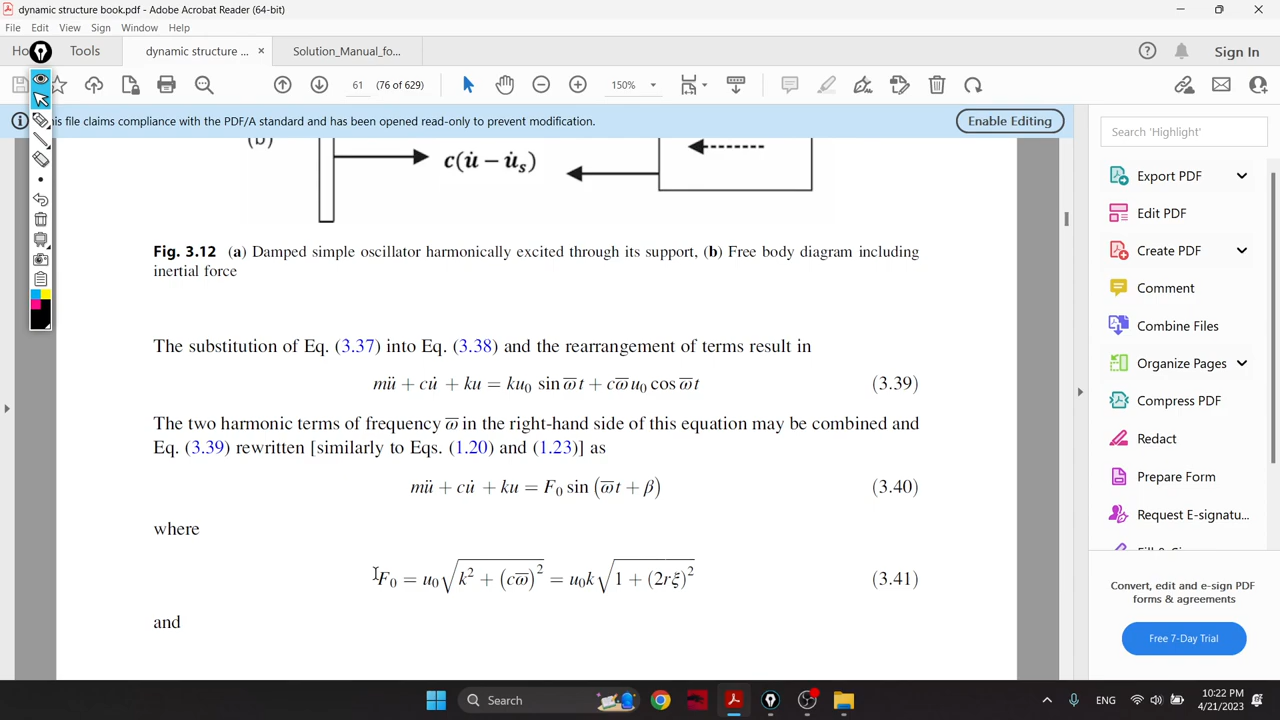 dynamic structure book.pdf - Adobe Acrobat Reader (64-bit)
File Edit View Sign Window Help
Ho Tools dynamic structure ... × Solution_Manual_fo... Sign In
61 (76 of 629) 150%
is file claims compliance with the PDF/A standard and has been opened read-only to prevent modification. Enable Editing
Search 'Highlight'
Export PDF
Edit PDF
Create PDF
Comment
Combine Files
Organize Pages
Compress PDF
Redact
Prepare Form
Request E-signatu...
Convert, edit and e-sign PDF
forms & agreements
Free 7-Day Trial
(b) c(u̇ − u̇ₛ)
Fig. 3.12 (a) Damped simple oscillator harmonically excited through its support, (b) Free body diagram including
inertial force
The substitution of Eq. (3.37) into Eq. (3.38) and the rearrangement of terms result in
mü + cu̇ + ku = ku₀ sin ω̅t + cω̅u₀ cos ω̅t (3.39)
The two harmonic terms of frequency ω̅ in the right-hand side of this equation may be combined and
Eq. (3.39) rewritten [similarly to Eqs. (1.20) and (1.23)] as
mü + cu̇ + ku = F₀ sin (ω̅t + β) (3.40)
where
F₀ = u₀√(k² + (cω̅)²) = u₀k√(1 + (2rξ)²) (3.41)
and
Search
ENG
10:22 PM
4/21/2023